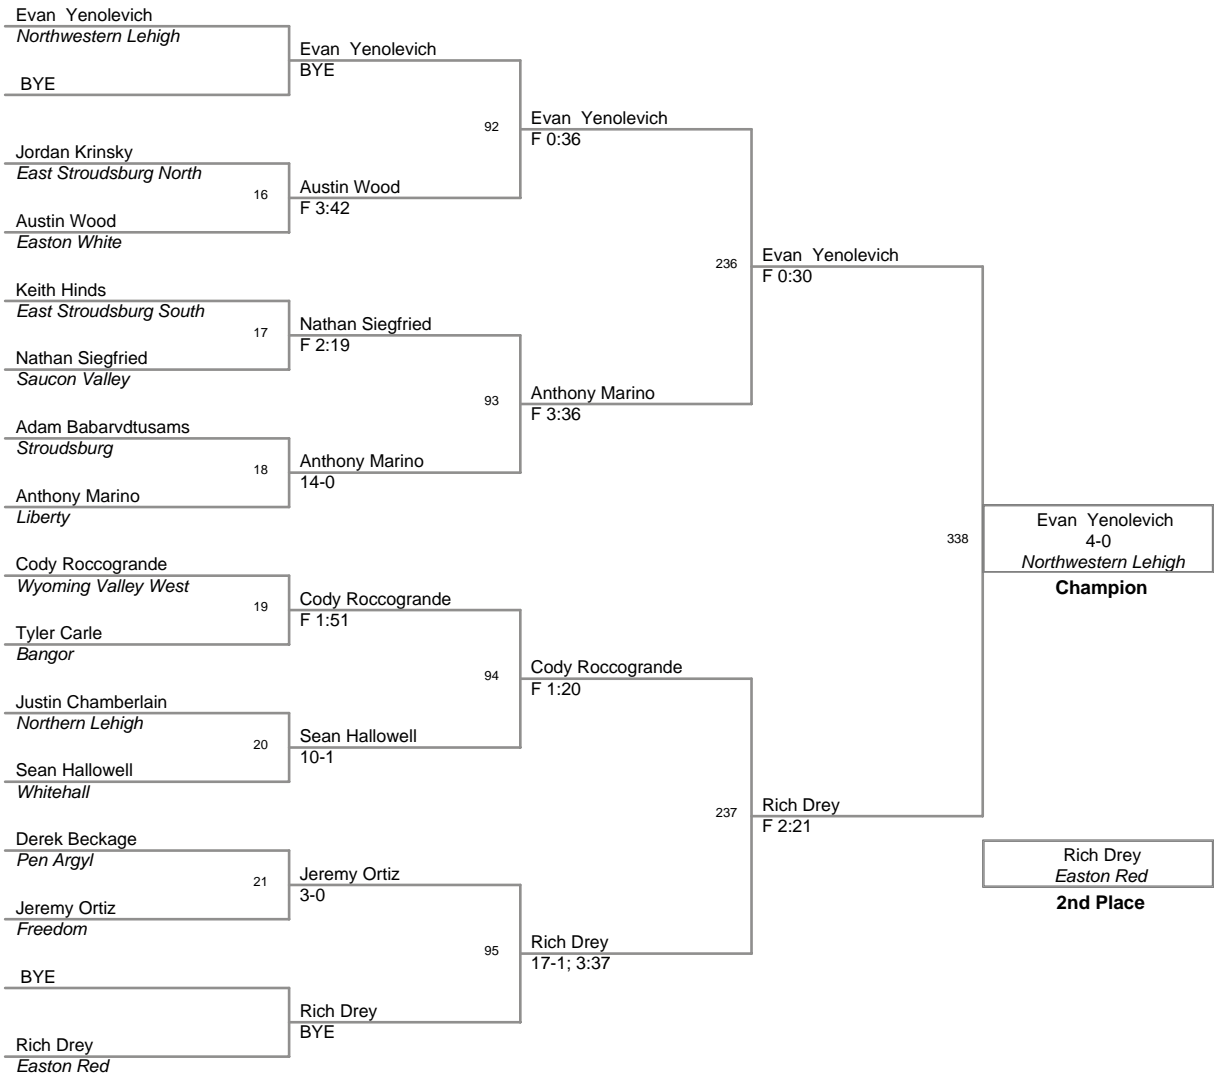 Evan  Yenolevich
Northwestern Lehigh
BYE
Jordan Krinsky
East Stroudsburg North
16
Austin Wood
Easton White
Keith Hinds
East Stroudsburg South
17
Nathan Siegfried
Saucon Valley
Adam Babarvdtusams
Stroudsburg
18
Anthony Marino
Liberty
Cody Roccogrande
Wyoming Valley West
19
Tyler Carle
Bangor
Justin Chamberlain
Northern Lehigh
20
Sean Hallowell
Whitehall
Derek Beckage
Pen Argyl
21
Jeremy Ortiz
Freedom
BYE
Rich Drey
Easton Red
Evan  Yenolevich
BYE
92
Austin Wood
F 3:42
Nathan Siegfried
F 2:19
93
Anthony Marino
14-0
Cody Roccogrande
F 1:51
94
Sean Hallowell
10-1
Jeremy Ortiz
3-0
95
Rich Drey
BYE
Evan  Yenolevich
F 0:36
236
Anthony Marino
F 3:36
Cody Roccogrande
F 1:20
237
Rich Drey
17-1; 3:37
Evan  Yenolevich
F 0:30
338
Rich Drey
F 2:21
Evan  Yenolevich
4-0
Northwestern Lehigh
Champion
Rich Drey
Easton Red
2nd Place